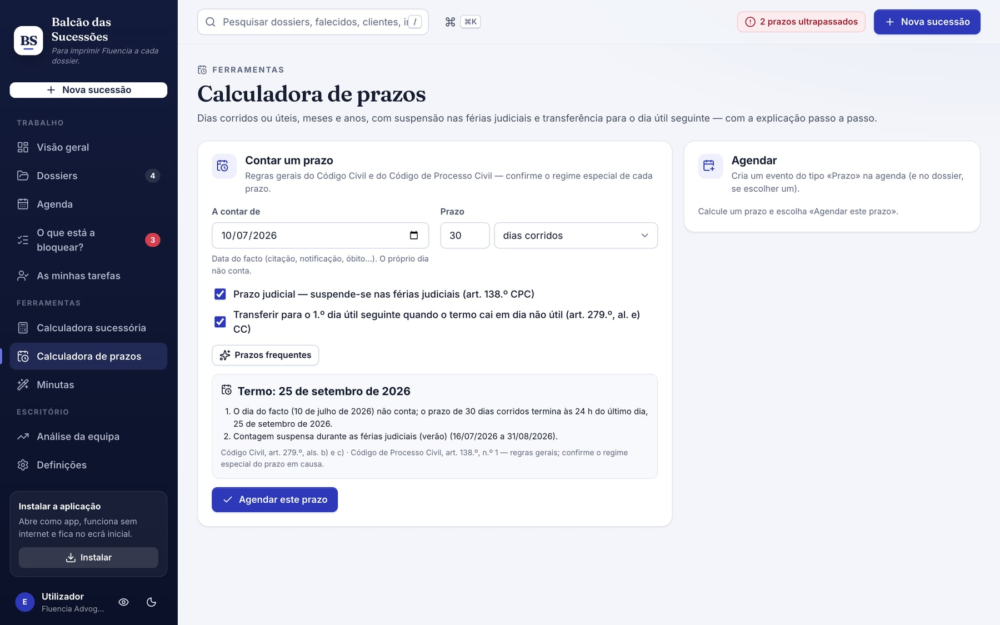 BS
Balcão das
Sucessões
Para imprimir Fluencia a cada
dossier.
+ Nova sucessão
TRABALHO
Visão geral
Dossiers 4
Agenda
O que está a
bloquear? 3
As minhas tarefas
FERRAMENTAS
Calculadora sucessória
Calculadora de prazos
Minutas
ESCRITÓRIO
Análise da equipa
Definições
Instalar a aplicação
Abre como app, funciona sem
internet e fica no ecrã inicial.
Instalar
E
Utilizador
Fluencia Advog...
Pesquisar dossiers, falecidos, clientes, /
⌘ ⌘K
2 prazos ultrapassados
+ Nova sucessão
FERRAMENTAS
Calculadora de prazos
Dias corridos ou úteis, meses e anos, com suspensão nas férias judiciais e transferência para o dia útil seguinte — com a explicação passo a passo.
Contar um prazo
Regras gerais do Código Civil e do Código de Processo Civil — confirme o regime especial de cada
prazo.
A contar de
10/07/2026
Data do facto (citação, notificação, óbito...). O próprio dia
não conta.
Prazo
30 dias corridos
Prazo judicial — suspende-se nas férias judiciais (art. 138.º CPC)
Transferir para o 1.º dia útil seguinte quando o termo cai em dia não útil (art. 279.º, al. e)
CC)
Prazos frequentes
Termo: 25 de setembro de 2026
1. O dia do facto (10 de julho de 2026) não conta; o prazo de 30 dias corridos termina às 24 h do último dia,
25 de setembro de 2026.
2. Contagem suspensa durante as férias judiciais (verão) (16/07/2026 a 31/08/2026).
Código Civil, art. 279.º, als. b) e c) · Código de Processo Civil, art. 138.º, n.º 1 — regras gerais; confirme o regime
especial do prazo em causa.
Agendar este prazo
Agendar
Cria um evento do tipo «Prazo» na agenda (e no dossier,
se escolher um).
Calcule um prazo e escolha «Agendar este prazo».